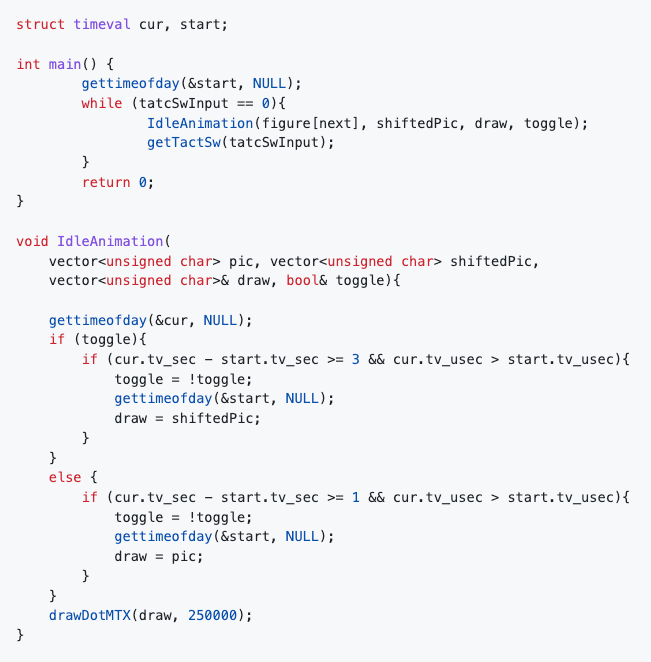 struct timeval cur, start;

int main() {
        gettimeofday(&start, NULL);
        while (tatcSwInput == 0){
                IdleAnimation(figure[next], shiftedPic, draw, toggle);
                getTactSw(tatcSwInput);
        }
        return 0;
}

void IdleAnimation(
    vector<unsigned char> pic, vector<unsigned char> shiftedPic,
    vector<unsigned char>& draw, bool& toggle){

    gettimeofday(&cur, NULL);
    if (toggle){
        if (cur.tv_sec - start.tv_sec >= 3 && cur.tv_usec > start.tv_usec){
            toggle = !toggle;
            gettimeofday(&start, NULL);
            draw = shiftedPic;
        }
    }
    else {
        if (cur.tv_sec - start.tv_sec >= 1 && cur.tv_usec > start.tv_usec){
            toggle = !toggle;
            gettimeofday(&start, NULL);
            draw = pic;
        }
    }
    drawDotMTX(draw, 250000);
}